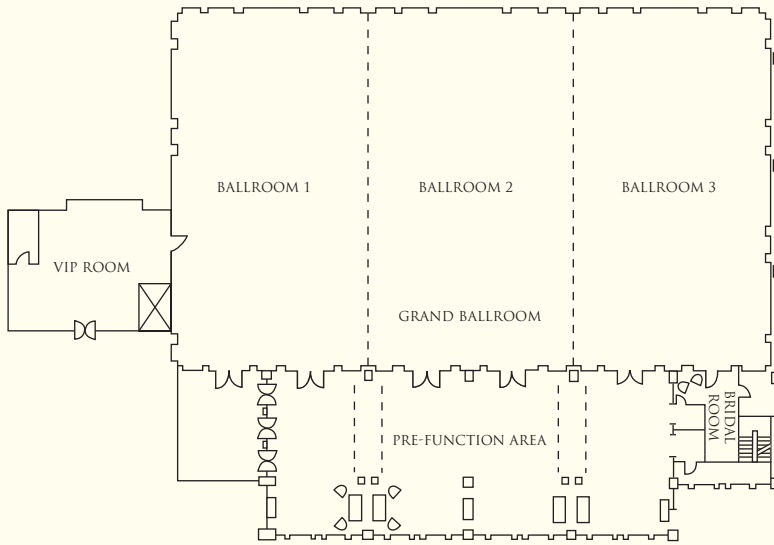 BALLROOM 1
BALLROOM 2
BALLROOM 3
VIP ROOM
GRAND BALLROOM
PRE-FUNCTION AREA
BRIDAL
ROOM